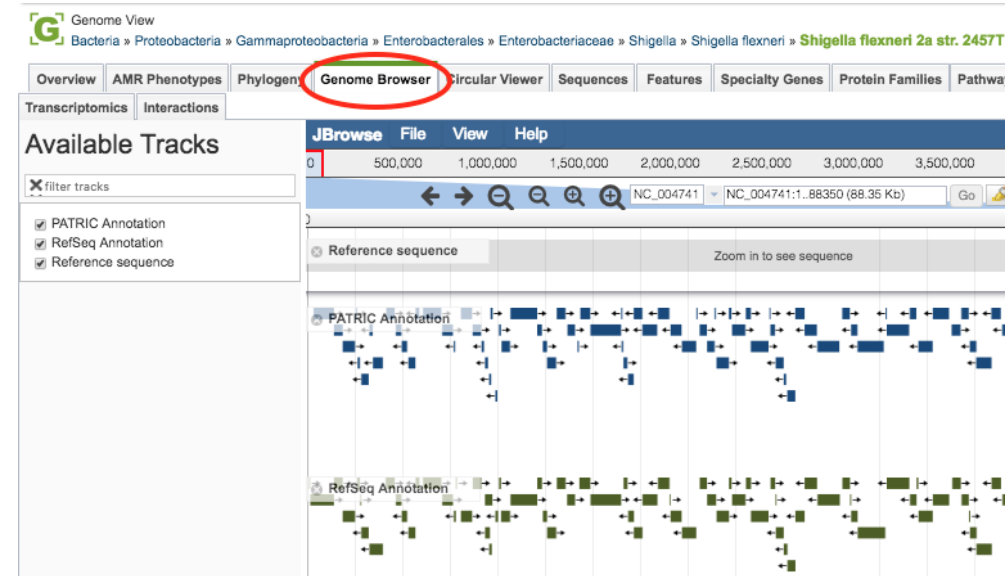 Genome View
Bacteria » Proteobacteria » Gammaproteobacteria » Enterobacterales » Enterobacteriaceae » Shigella » Shigella flexneri » Shigella flexneri 2a str. 2457T
Overview AMR Phenotypes Phylogeny Genome Browser Circular Viewer Sequences Features Specialty Genes Protein Families Pathwa
Transcriptomics Interactions
Available Tracks
filter tracks
PATRIC Annotation
RefSeq Annotation
Reference sequence
JBrowse File View Help
0 500,000 1,000,000 1,500,000 2,000,000 2,500,000 3,000,000 3,500,000
NC_004741 NC_004741:1..88350 (88.35 Kb) Go
Reference sequence Zoom in to see sequence
PATRIC Annotation
RefSeq Annotation